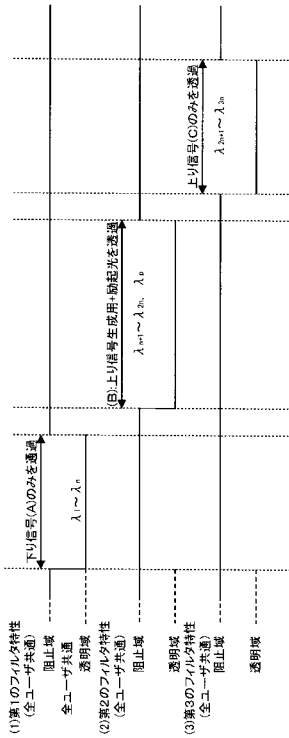 (1)第1のフィルタ特性
(全ユーザ共通)
阻止域
全ユーザ共通
透明域
下り信号(A)のみを通過
λ1～λn
(2)第2のフィルタ特性
(全ユーザ共通)
阻止域
透明域
(B):上り信号生成用+励起光を透過
λn+1～λ2n、 λp
(3)第3のフィルタ特性
(全ユーザ共通)
阻止域
透明域
上り信号(C)のみを透過
λ2n+1～λ3n